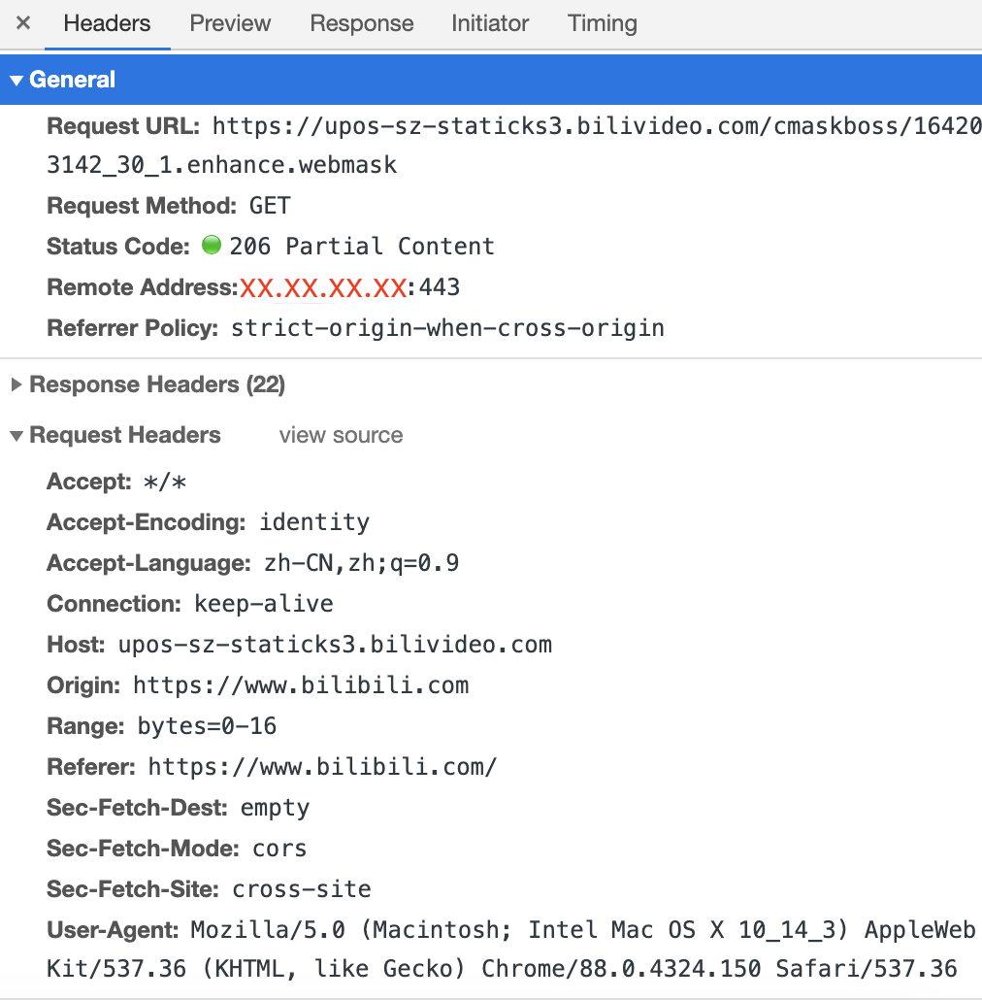 × Headers Preview Response Initiator Timing
General
Request URL: https://upos-sz-staticks3.bilivideo.com/cmaskboss/16420
3142_30_1.enhance.webmask
Request Method: GET
Status Code: 206 Partial Content
Remote Address:XX.XX.XX.XX:443
Referrer Policy: strict-origin-when-cross-origin
Response Headers (22)
Request Headers view source
Accept: */*
Accept-Encoding: identity
Accept-Language: zh-CN,zh;q=0.9
Connection: keep-alive
Host: upos-sz-staticks3.bilivideo.com
Origin: https://www.bilibili.com
Range: bytes=0-16
Referer: https://www.bilibili.com/
Sec-Fetch-Dest: empty
Sec-Fetch-Mode: cors
Sec-Fetch-Site: cross-site
User-Agent: Mozilla/5.0 (Macintosh; Intel Mac OS X 10_14_3) AppleWeb
Kit/537.36 (KHTML, like Gecko) Chrome/88.0.4324.150 Safari/537.36